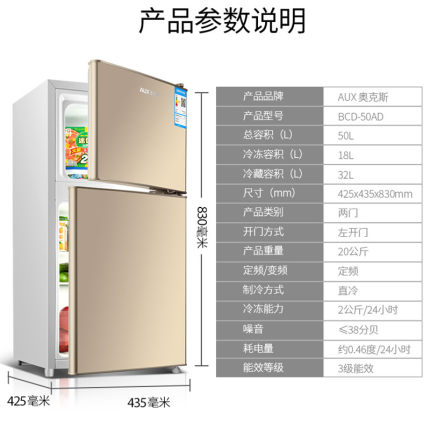 产品参数说明
AUX
830毫米
425毫米
435毫米
产品品牌 AUX 奥克斯
产品型号 BCD-50AD
总容积（L） 50L
冷冻容积（L） 18L
冷藏容积（L） 32L
尺寸（mm） 425x435x830mm
产品类别 两门
开门方式 左开门
产品重量 20公斤
定频/变频 定频
制冷方式 直冷
冷冻能力 2公斤/24小时
噪音 ≤38分贝
耗电量 约0.46度/24小时
能效等级 3级能效